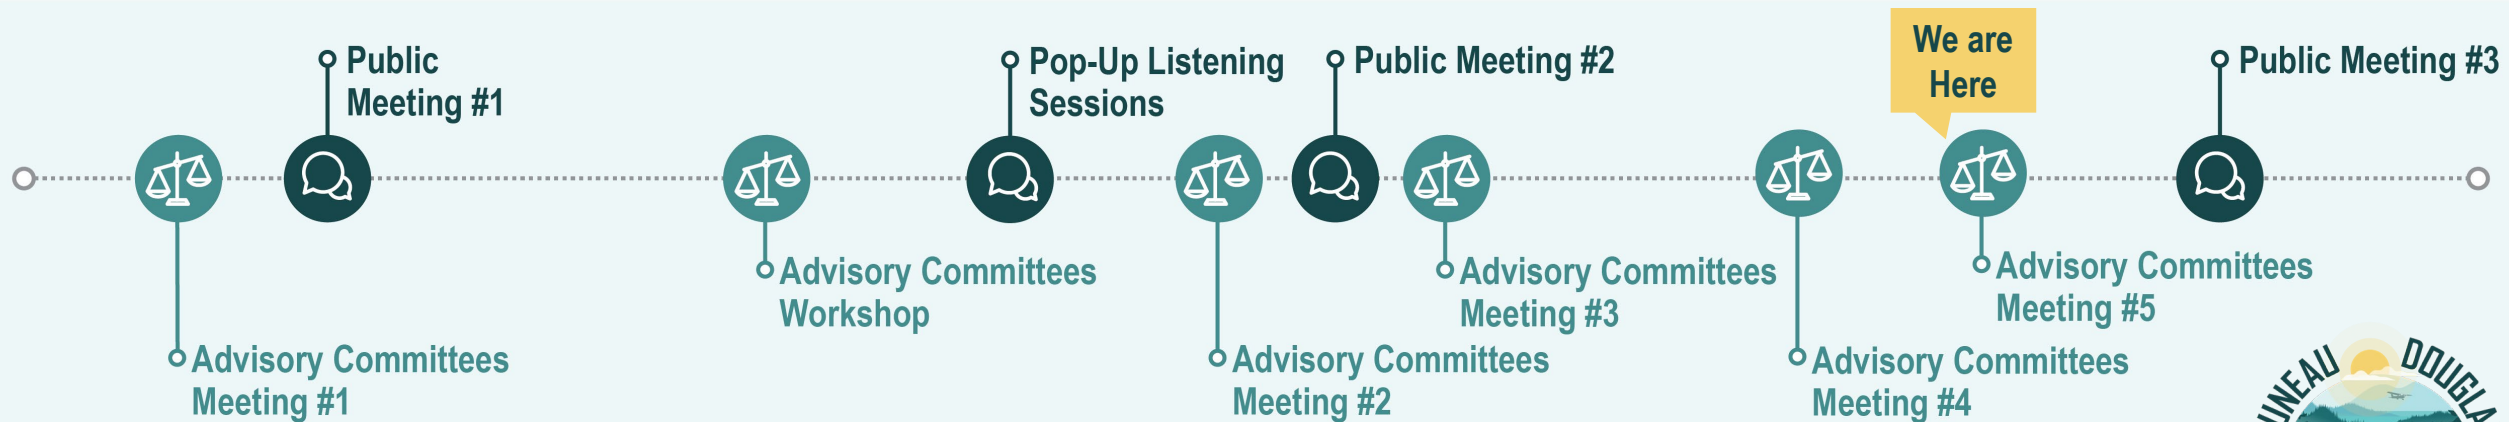 Public
Meeting #1
Pop-Up Listening
Sessions
Public Meeting #2
We are
Here
Public Meeting #3
Advisory Committees
Workshop
Advisory Committees
Meeting #3
Advisory Committees
Meeting #5
Advisory Committees
Meeting #1
Advisory Committees
Meeting #2
Advisory Committees
Meeting #4